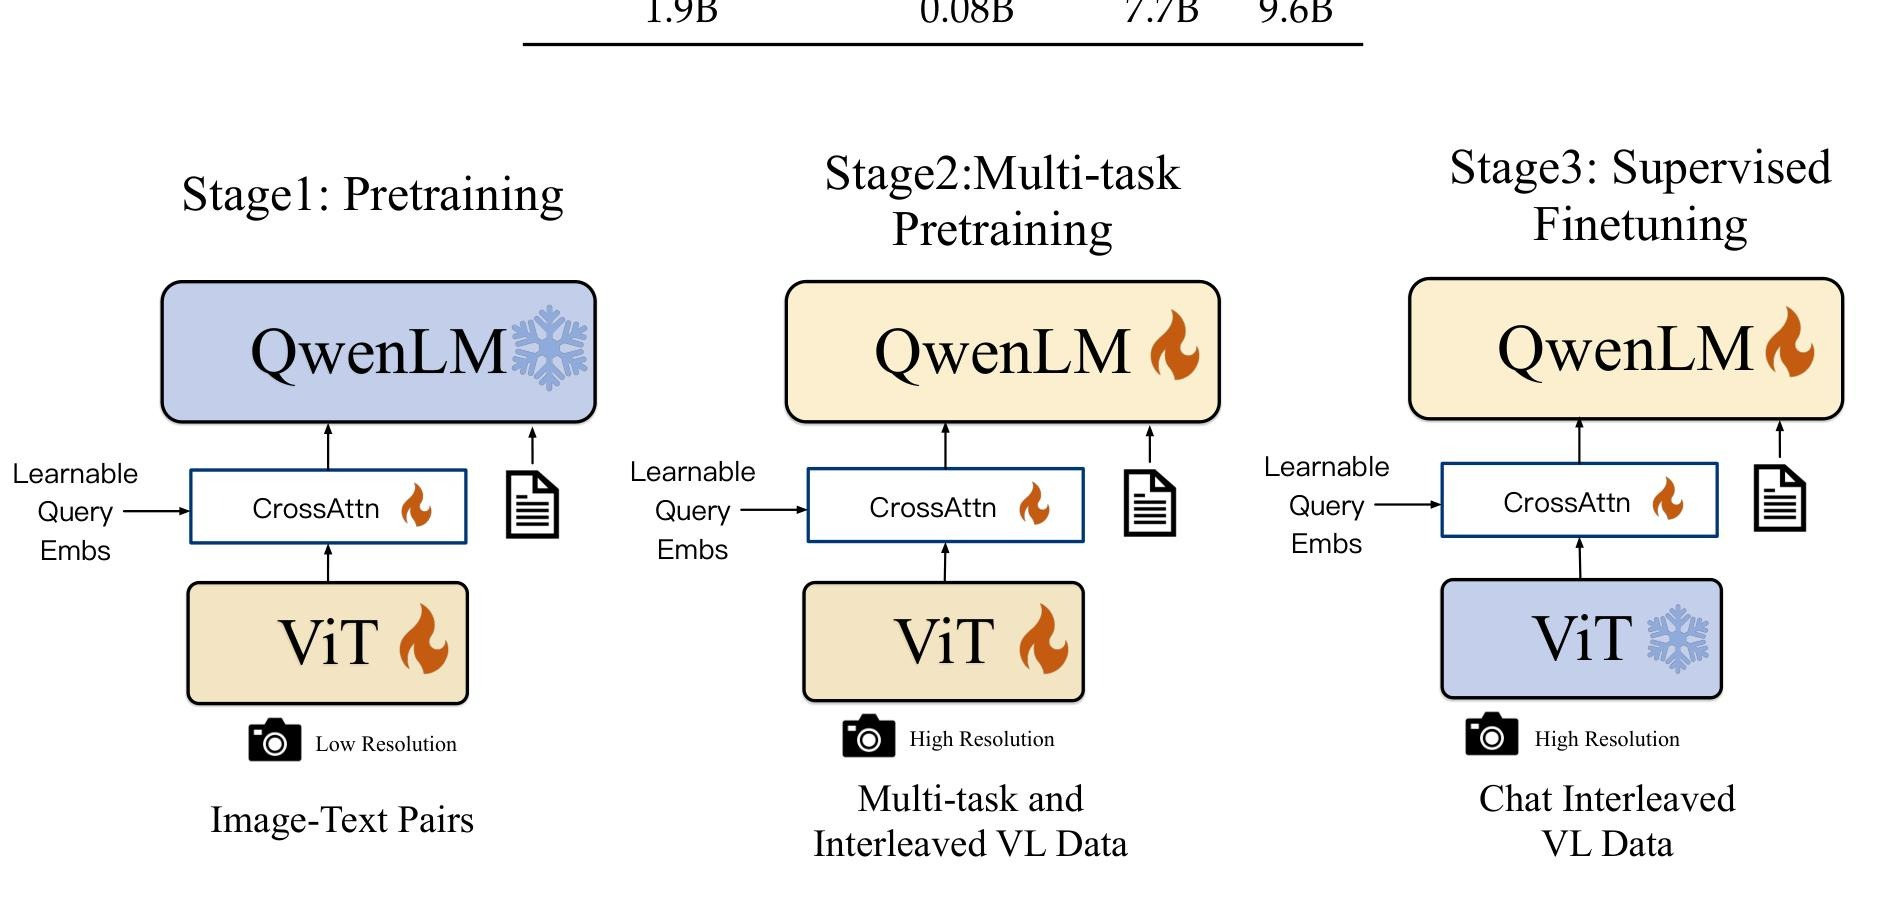 1.9B 0.08B 7.7B 9.6B
Stage1: Pretraining
QwenLM
Learnable
Query
Embs
CrossAttn
ViT
Low Resolution
Image-Text Pairs
Stage2:Multi-task
Pretraining
QwenLM
Learnable
Query
Embs
CrossAttn
ViT
High Resolution
Multi-task and
Interleaved VL Data
Stage3: Supervised
Finetuning
QwenLM
Learnable
Query
Embs
CrossAttn
ViT
High Resolution
Chat Interleaved
VL Data